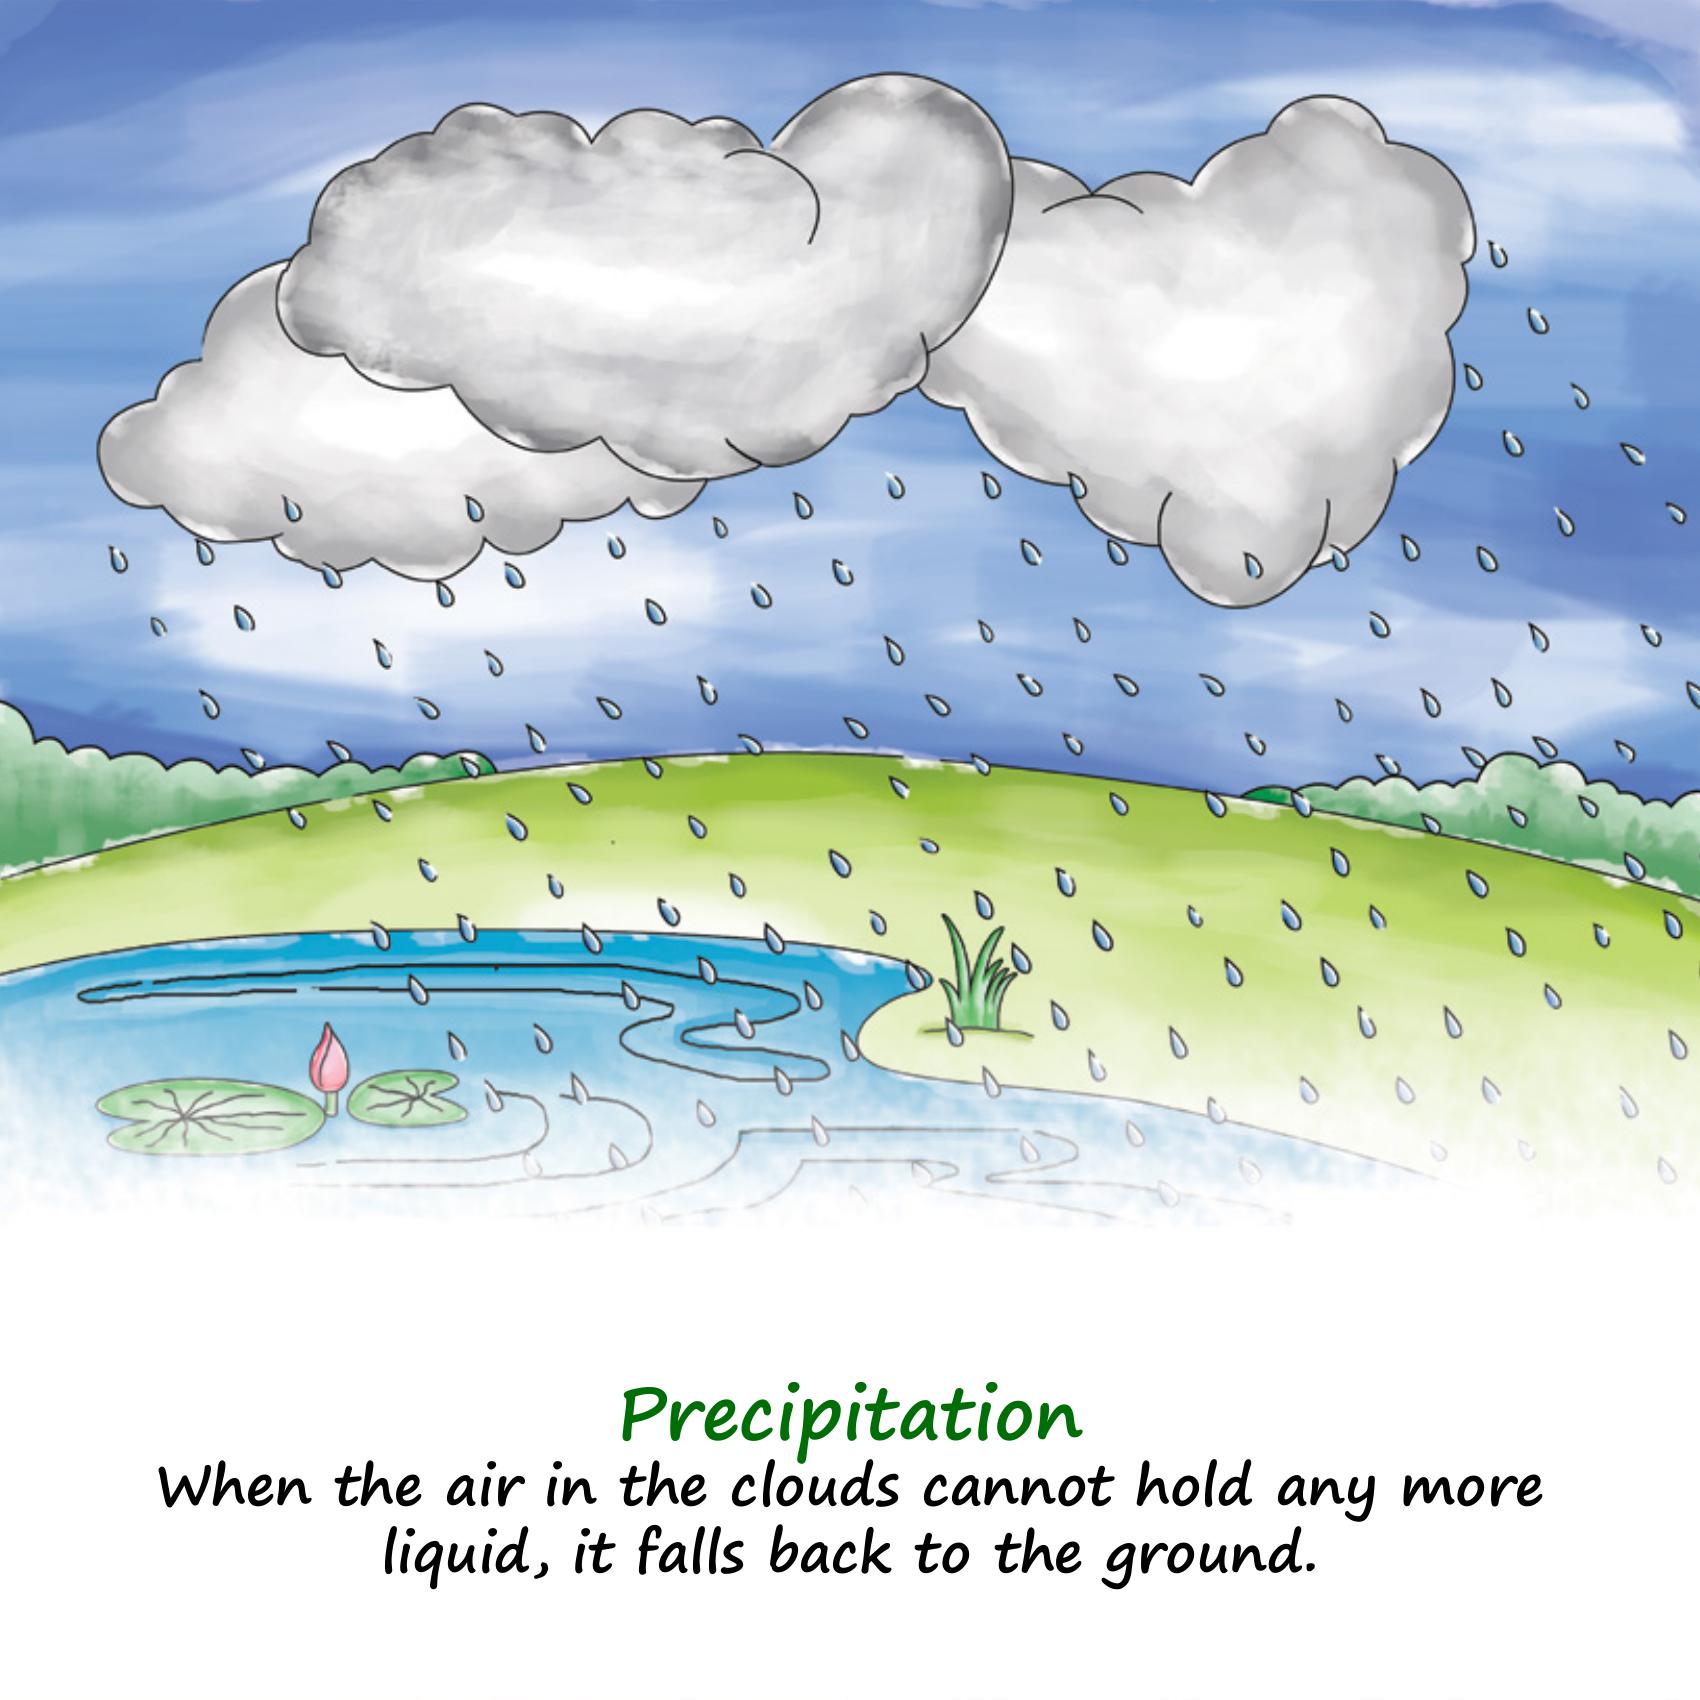 Precipitation
When the air in the clouds cannot hold any more
liquid, it falls back to the ground.